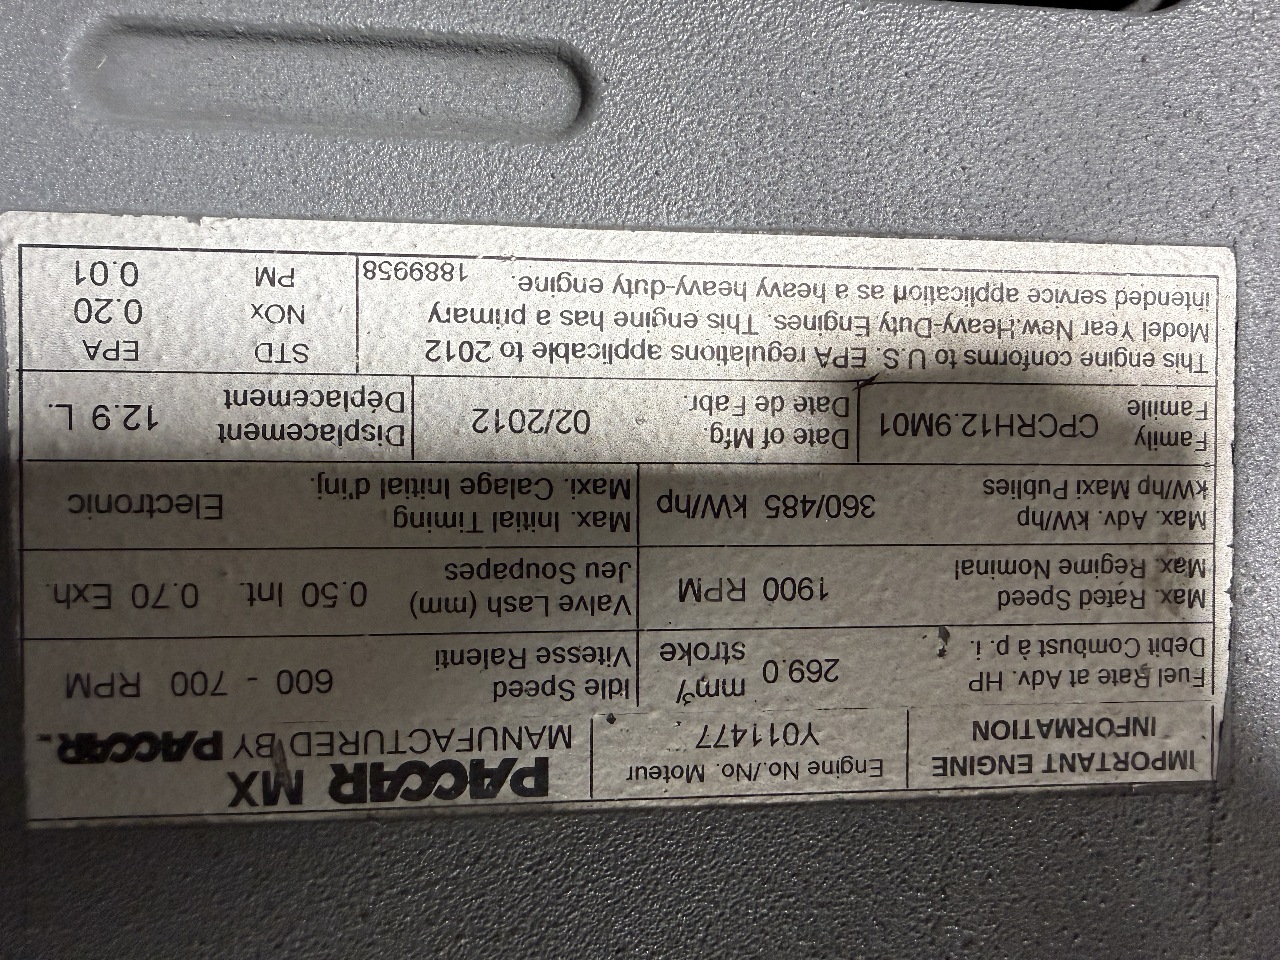 IMPORTANT ENGINE INFORMATION
Engine No./No. Moteur
Y011477
PACCAR MX
MANUFACTURED BY PACCAR
Fuel Rate at Adv. HP
Debit Combust à p. i.
269.0 mm³/stroke
Idle Speed
Vitesse Ralenti
600 - 700 RPM
Max. Rated Speed
Max. Regime Nominal
1900 RPM
Valve Lash (mm)
Jeu Soupapes
0.50 Int. 0.70 Exh.
Max. Adv. kW/hp
kW/hp Maxi Publies
360/485 kW/hp
Max. Initial Timing
Maxi. Calage Initial d'inj.
Electronic
Family
Famille
CPCRH12.9M01
Date of Mfg.
Date de Fabr.
02/2012
Displacement
Déplacement
12.9 L.
This engine conforms to U.S. EPA regulations applicable to 2012
Model Year New Heavy-Duty Engines. This engine has a primary
intended service application as a heavy heavy-duty engine. 1889958
STD EPA
NOx 0.20
PM 0.01